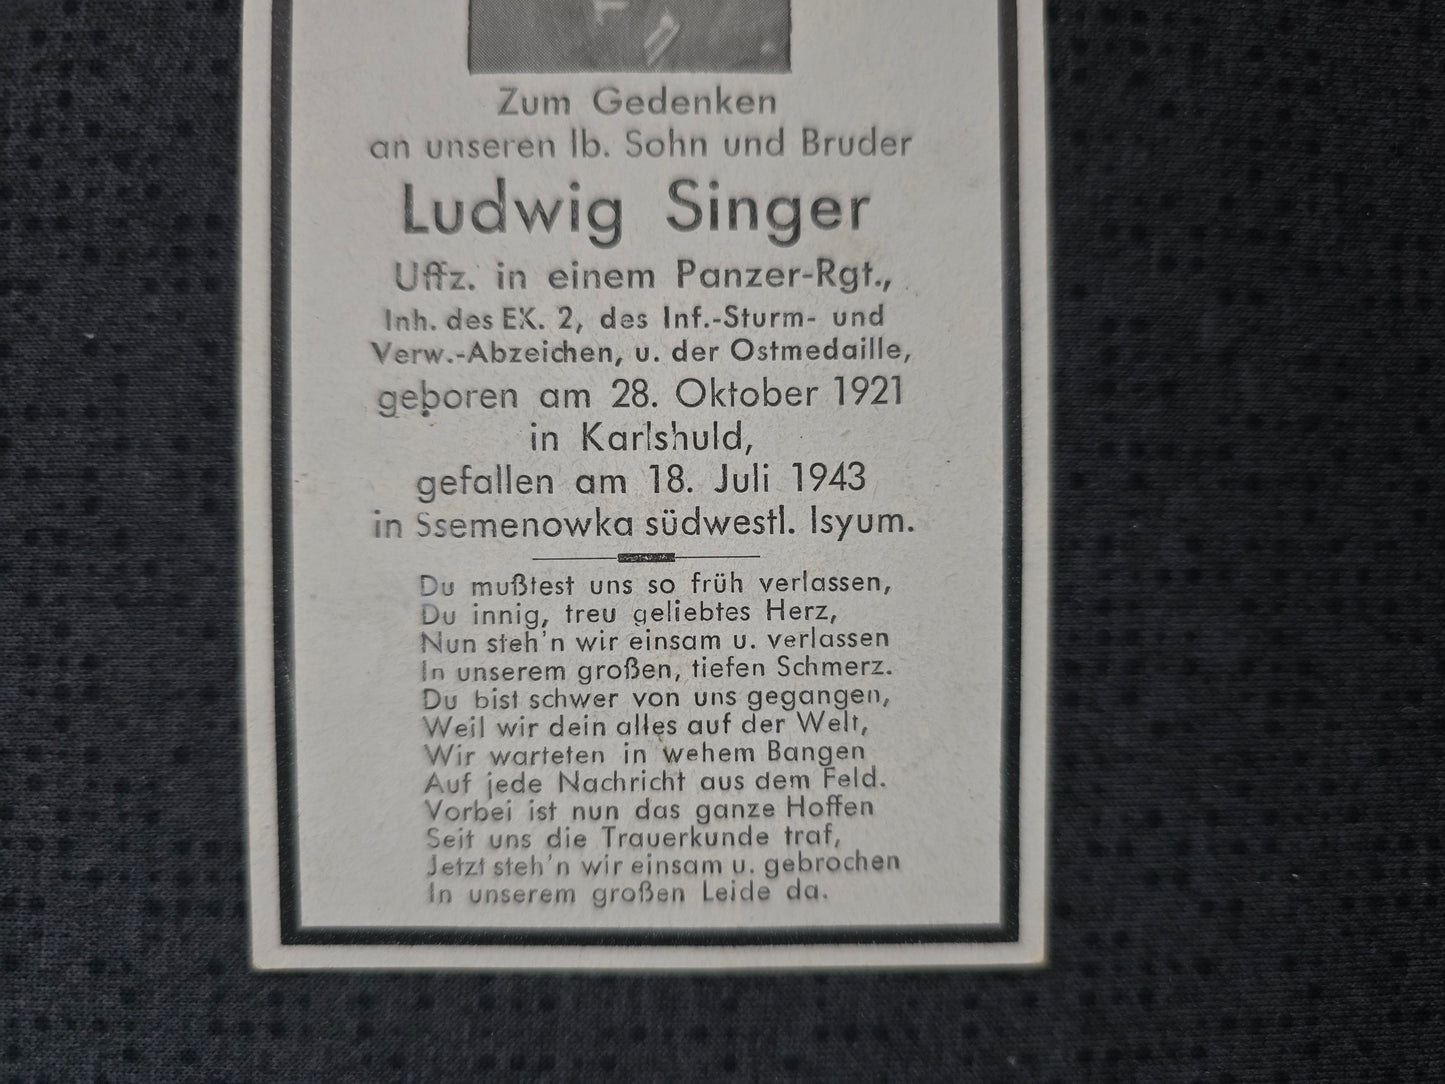 Zum Gedenken
an unseren lb. Sohn und Bruder
Ludwig Singer
Uffz. in einem Panzer-Rgt.,
Inh. des EK. 2, des Inf.-Sturm- und
Verw.-Abzeichen, u. der Ostmedaille,
geboren am 28. Oktober 1921
in Karlshuld,
gefallen am 18. Juli 1943
in Ssemenowka südwestl. Isyum.
Du mußtest uns so früh verlassen,
Du innig, treu geliebtes Herz,
Nun steh'n wir einsam u. verlassen
In unserem großen, tiefen Schmerz.
Du bist schwer von uns gegangen,
Weil wir dein alles auf der Welt,
Wir warteten in wehem Bangen
Auf jede Nachricht aus dem Feld.
Vorbei ist nun das ganze Hoffen
Seit uns die Trauerkunde traf,
Jetzt steh'n wir einsam u. gebrochen
In unserem großen Leide da.